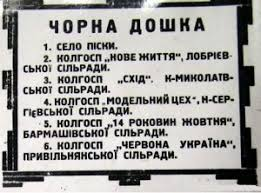 ЧОРНА ДОШКА
1. СЕЛО ПІСКИ.
2. КОЛГОСП „НОВЕ ЖИТТЯ", ЛОБРІЄВ-
СЬКОЇ СІЛЬРАДИ.
3. КОЛГОСП „СХІД". К-МИКОЛАТВ-
СЬКОЇ СІЛЬРАДИ.
4. КОЛГОСП „МОДЕЛЬНИЙ ЦЕХ", Н-СЕР-
ГІЄВСЬКОЇ СІЛЬРАДИ.
5. КОЛГОСП „14 РОКОВИН ЖОВТНЯ",
БАРМАШІВСЬКОЇ СІЛЬРАДИ.
6. КОЛГОСП „ЧЕРВОНА УКРАЇНА",
ПРИВІЛЬНЯНСЬКОЇ СІЛЬРАДИ.